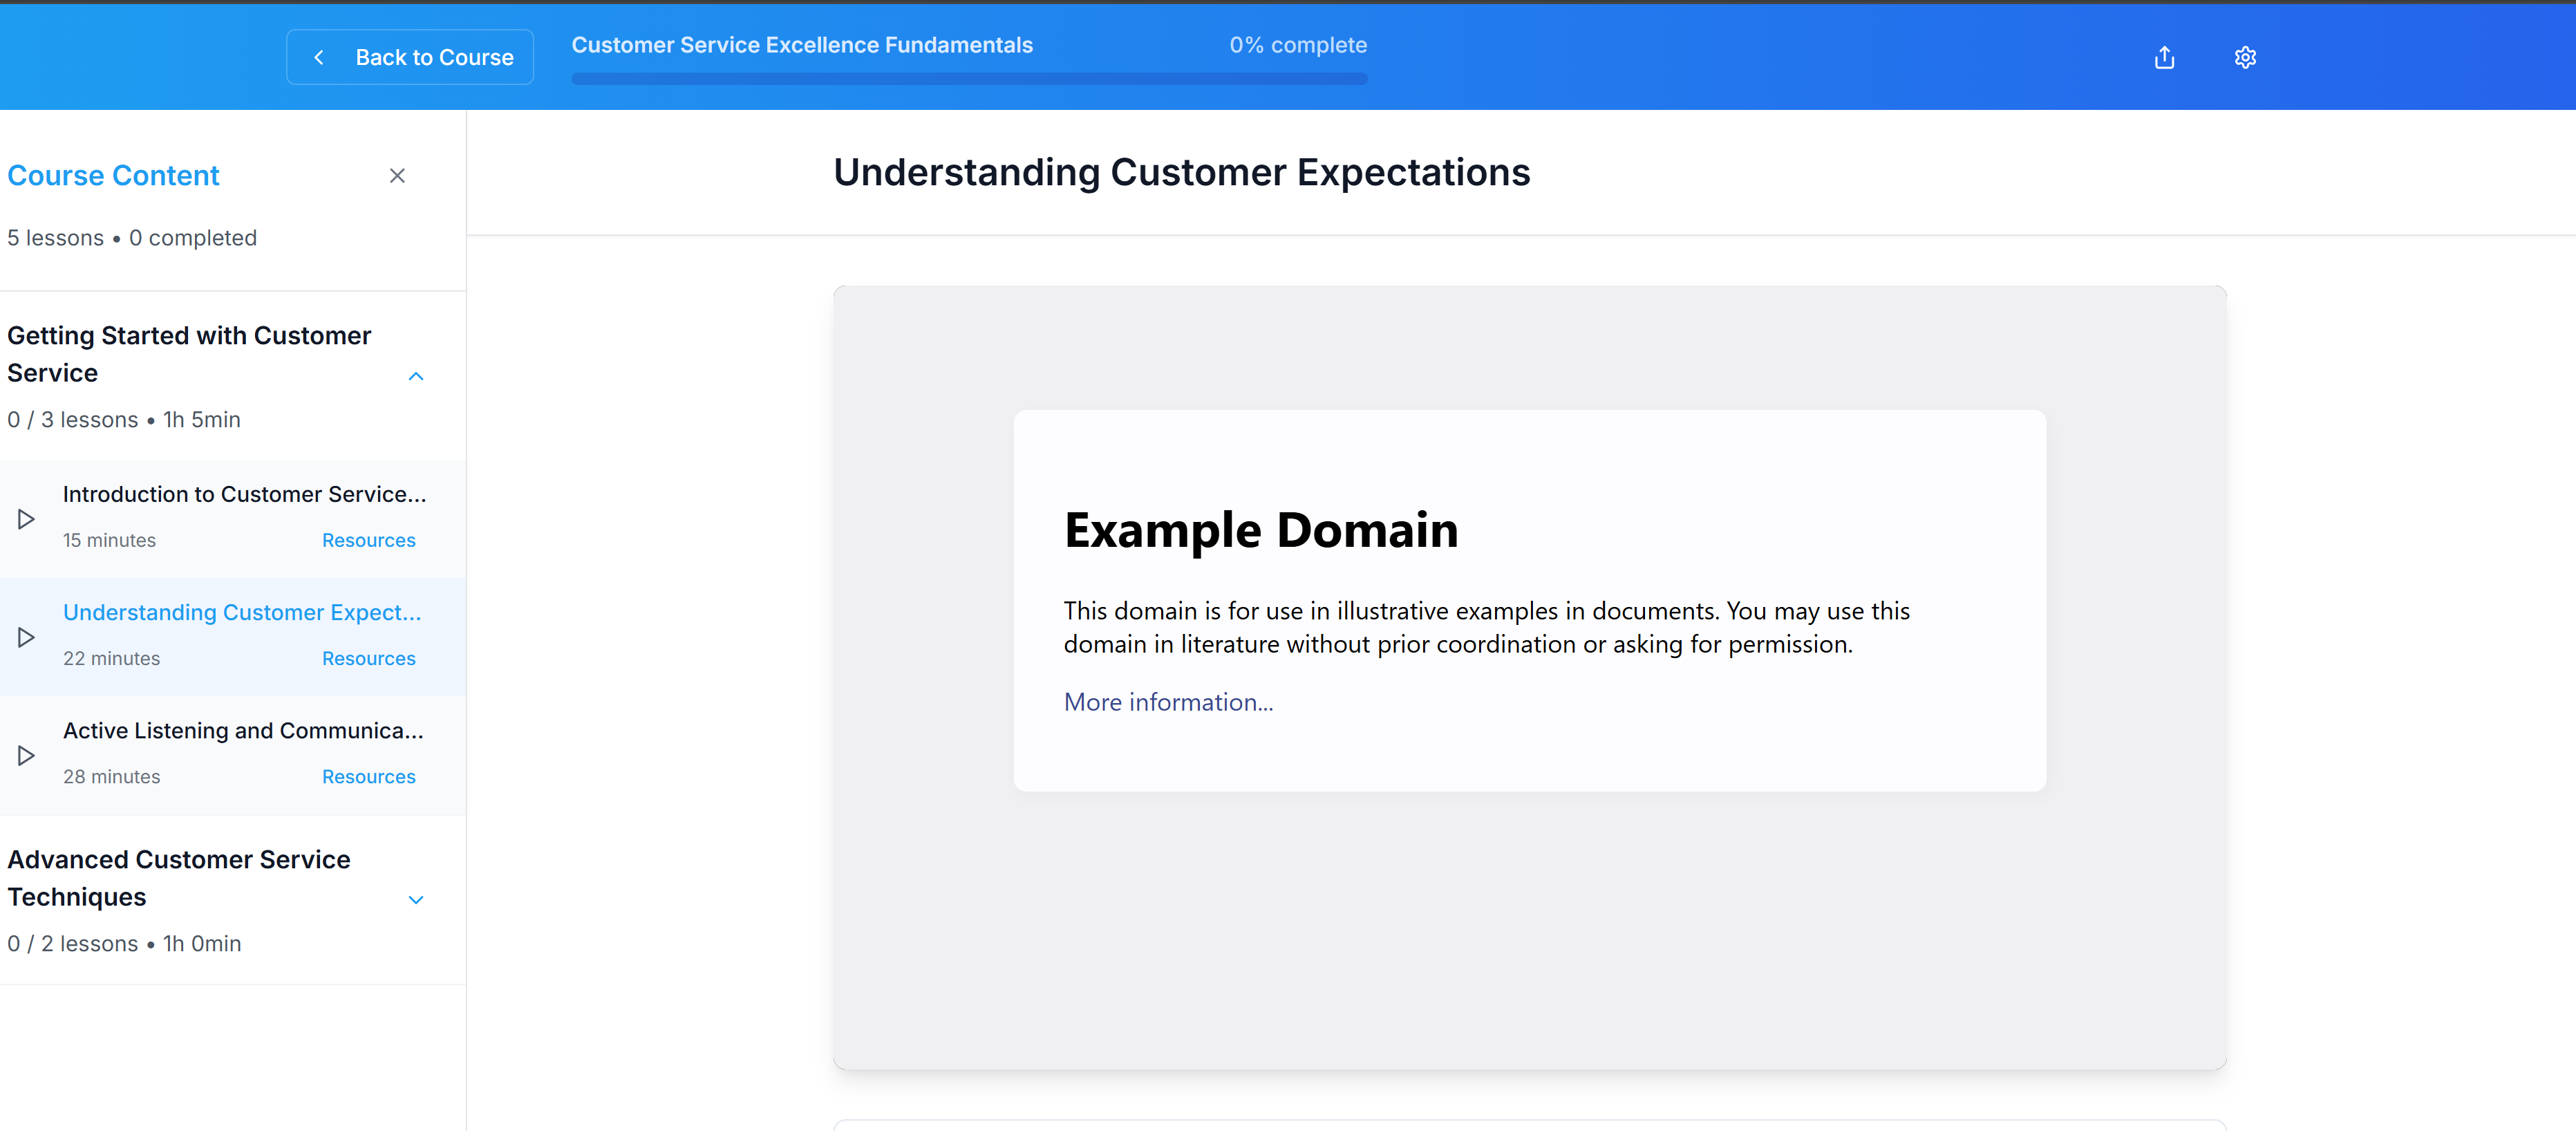 Back to Course
Customer Service Excellence Fundamentals
0% complete
Course Content
5 lessons • 0 completed
Getting Started with Customer
Service
0 / 3 lessons • 1h 5min
Introduction to Customer Service...
15 minutes
Resources
Understanding Customer Expect...
22 minutes
Resources
Active Listening and Communica...
28 minutes
Resources
Advanced Customer Service
Techniques
0 / 2 lessons • 1h 0min
Understanding Customer Expectations
Example Domain
This domain is for use in illustrative examples in documents. You may use this
domain in literature without prior coordination or asking for permission.
More information...